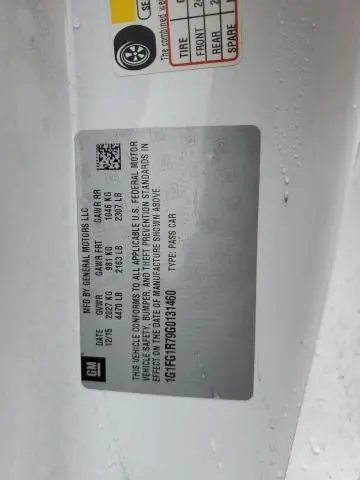 MFD BY GENERAL MOTORS LLC
DATE GVWR GAWR FRT GAWR RR
12/15 2027 KG 981 KG 1046 KG
4470 LB 2163 LB 2307 LB
THIS VEHICLE CONFORMS TO ALL APPLICABLE U.S. FEDERAL MOTOR
VEHICLE SAFETY, BUMPER, AND THEFT PREVENTION STANDARDS IN
EFFECT ON THE DATE OF MANUFACTURE SHOWN ABOVE.
1G1FG1R79G0131460 TYPE: PASS CAR
GM
The combined
TIRE
FRONT
REAR
SPARE